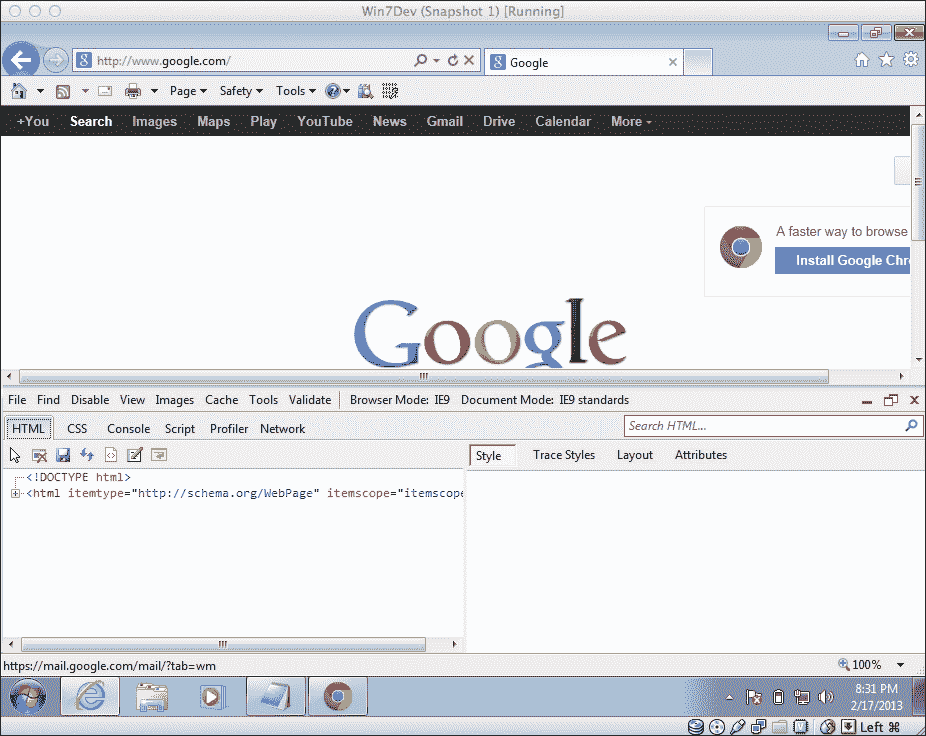 Win7Dev (Snapshot 1) [Running]
http://www.google.com/
Google
Page Safety Tools
+You Search Images Maps Play YouTube News Gmail Drive Calendar More
A faster way to browse
Install Google Chr
Google
File Find Disable View Images Cache Tools Validate Browser Mode: IE9 Document Mode: IE9 standards
HTML CSS Console Script Profiler Network Search HTML...
Style Trace Styles Layout Attributes
<!DOCTYPE html>
<html itemtype="http://schema.org/WebPage" itemscope="itemscope
https://mail.google.com/mail/?tab=wm 100%
8:31 PM
2/17/2013
Left ⌘